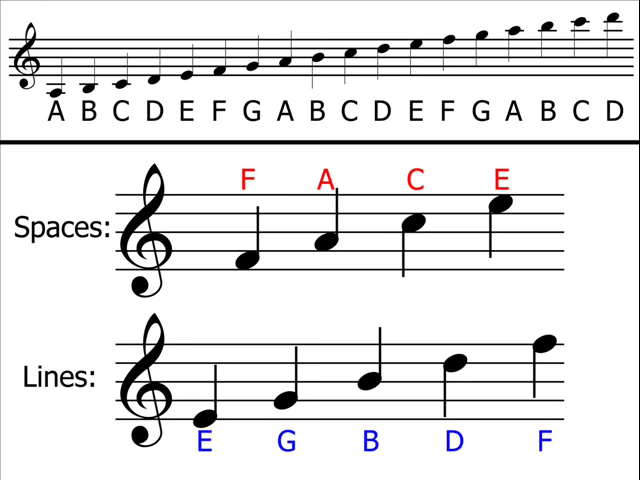 A B C D E F G A B C D E F G A B C D
F A C E
Spaces:
Lines:
E G B D F